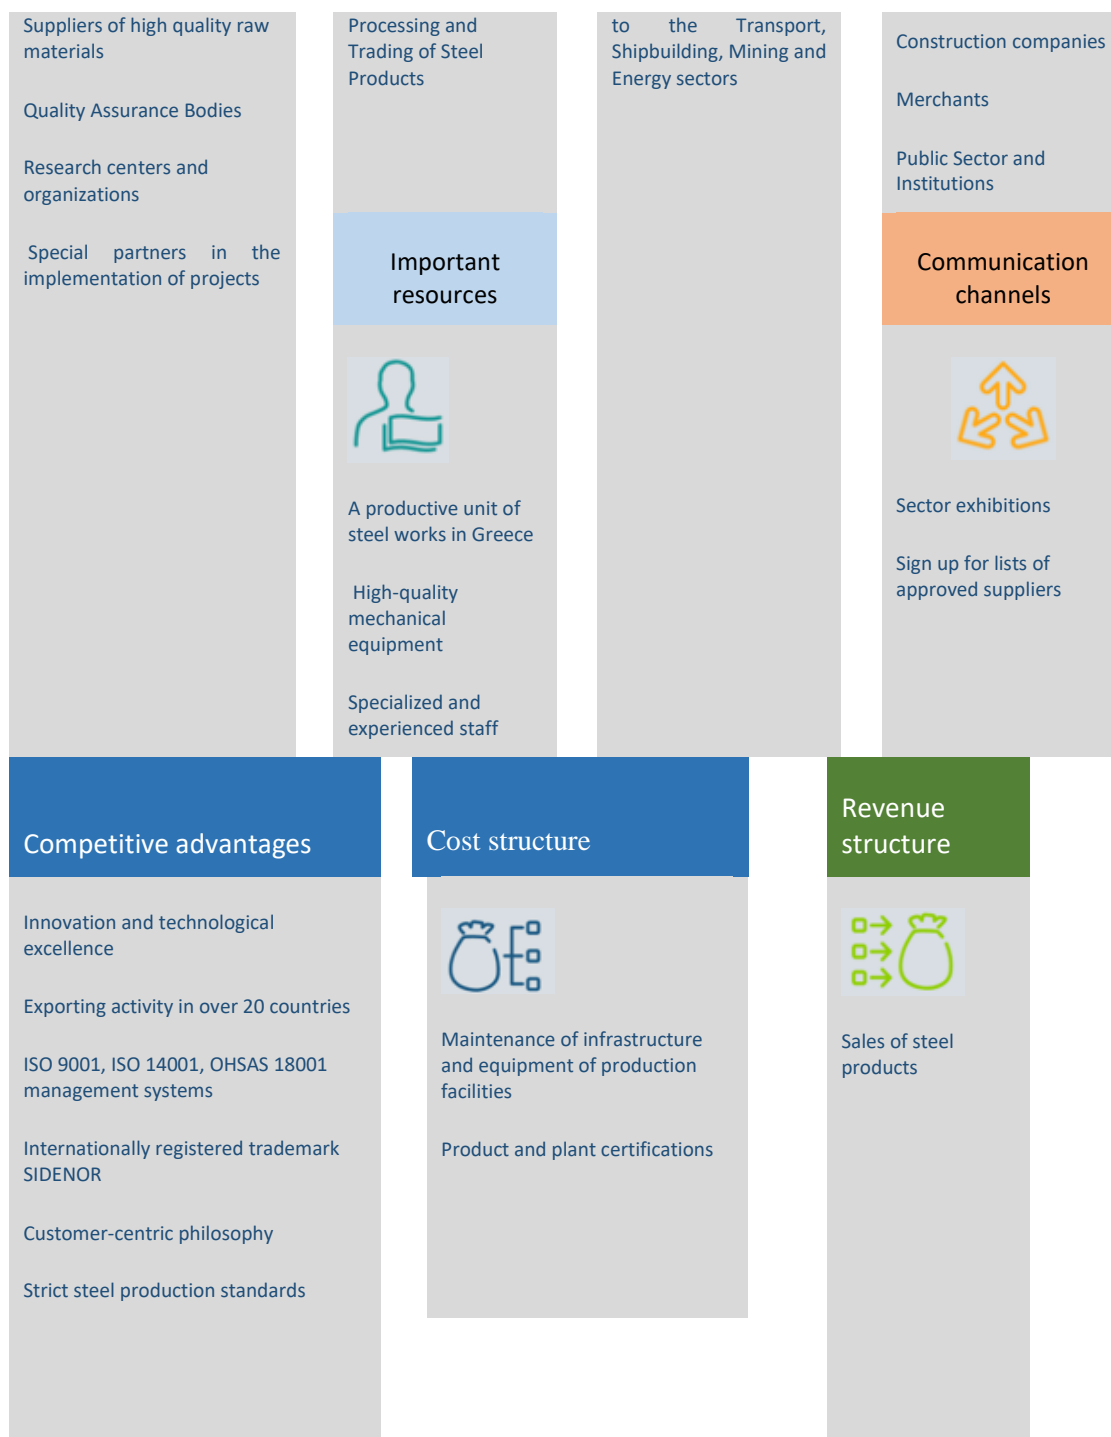 Suppliers of high quality raw
materials
Quality Assurance Bodies
Research centers and
organizations
Special partners in the
implementation of projects
Processing and
Trading of Steel
Products
Important
resources
A productive unit of
steel works in Greece
High-quality
mechanical
equipment
Specialized and
experienced staff
to the Transport,
Shipbuilding, Mining and
Energy sectors
Construction companies
Merchants
Public Sector and
Institutions
Communication
channels
Sector exhibitions
Sign up for lists of
approved suppliers
Competitive advantages
Innovation and technological
excellence
Exporting activity in over 20 countries
ISO 9001, ISO 14001, OHSAS 18001
management systems
Internationally registered trademark
SIDENOR
Customer-centric philosophy
Strict steel production standards
Cost structure
Maintenance of infrastructure
and equipment of production
facilities
Product and plant certifications
Revenue
structure
Sales of steel
products